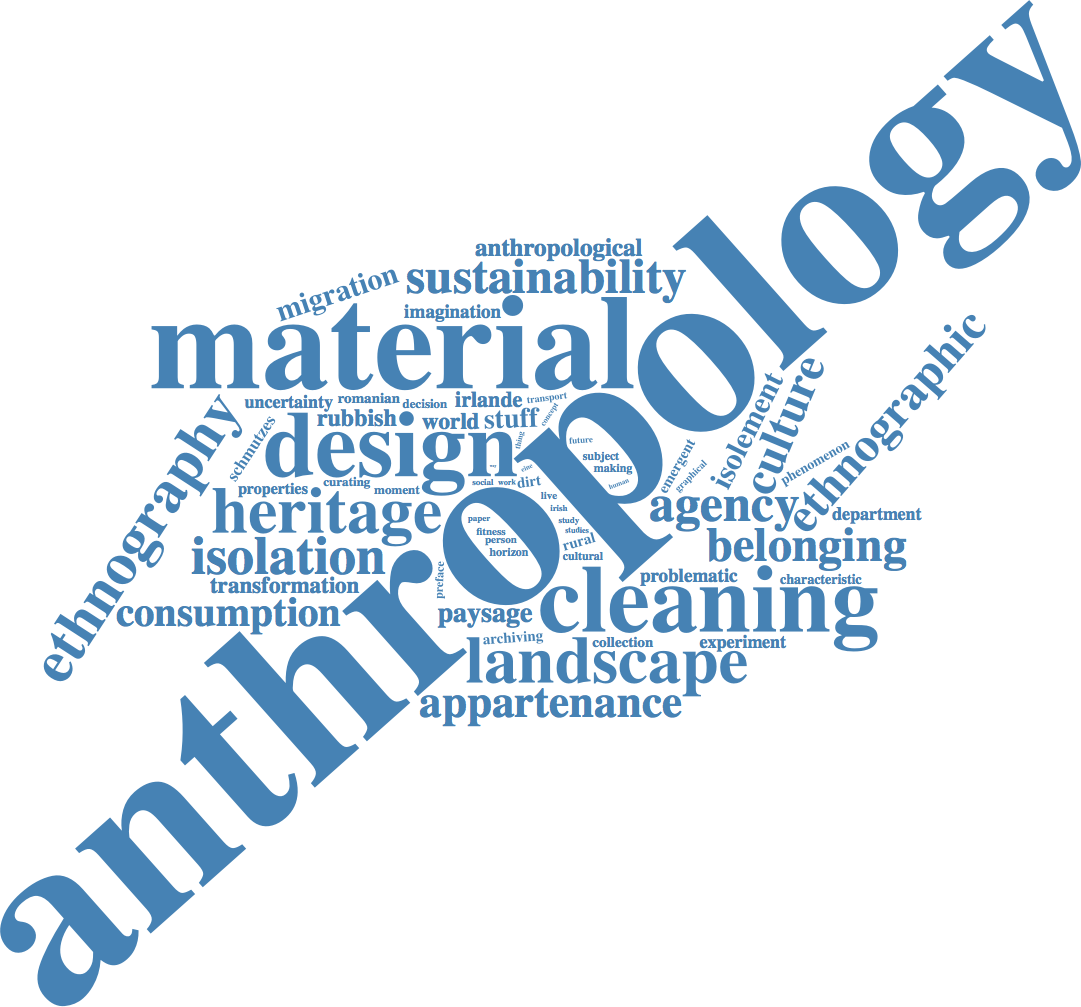 anthropology
anthropological
sustainability
migration
imagination
material
uncertainty
romanian
decision
irlande
transport
rubbish
world
stuff
concept
thing
design
schmutzes
ethnography
future
subject
making
human
emergent
graphical
isolement
culture
phenomenon
ethnographic
properties
curating
moment
social
work
dirt
eine
live
irish
study
studies
rural
cultural
heritage
paper
fitness
person
horizon
agency
department
belonging
isolation
transformation
consumption
preface
paysage
problematic
characteristic
cleaning
archiving
collection
experiment
landscape
appartenance